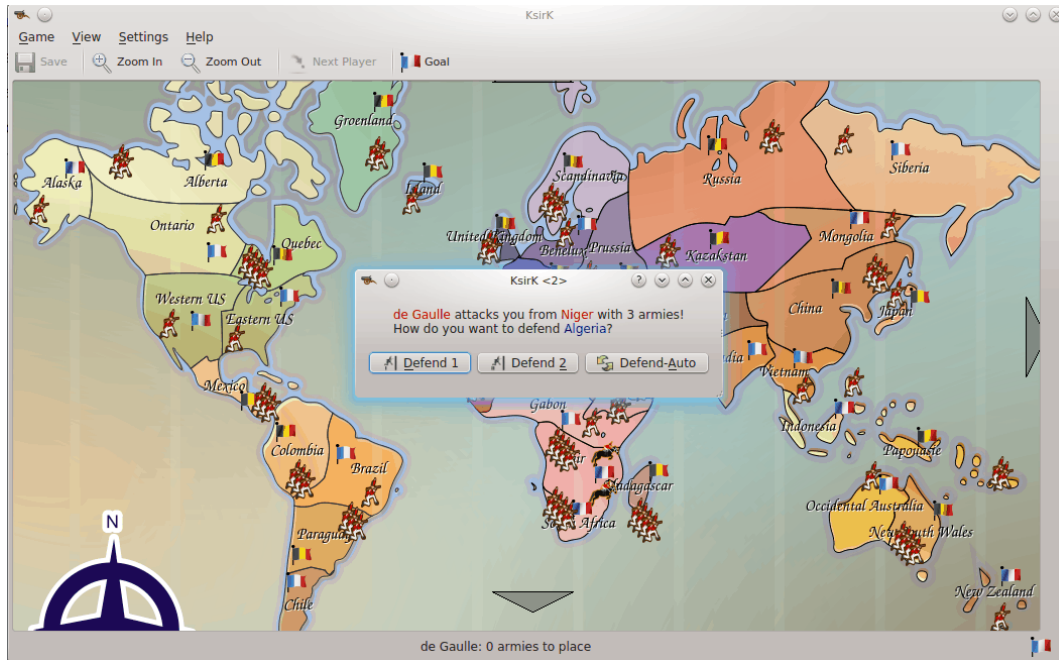 KsirK
Game View Settings Help
Save Zoom In Zoom Out Next Player Goal
Groenland
Alaska
Alberta
Island
Scandinavia
Russia
Siberia
Ontario
Quebec
United Kingdom
Behelux
Prussia
Kazakstan
Mongolia
Western US
Eastern US
China
Japan
KsirK <2>
de Gaulle attacks you from Niger with 3 armies!
How do you want to defend Algeria?
Defend 1 Defend 2 Defend-Auto
Vietnam
Mexico
Gabon
Indonesia
Colombia
Brazil
Papouasie
Occidental Australia
South Africa
Paraguay
New South Wales
Chile
New Zealand
N
de Gaulle: 0 armies to place